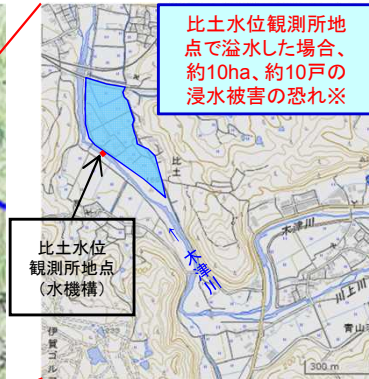 比土水位観測所地
点で溢水した場合、
約10ha、約10戸の
浸水被害の恐れ※
比土
比土水位
観測所地点
(水機構)
←木津川
木津川
川上川
青山
伊賀ゴル
300 m